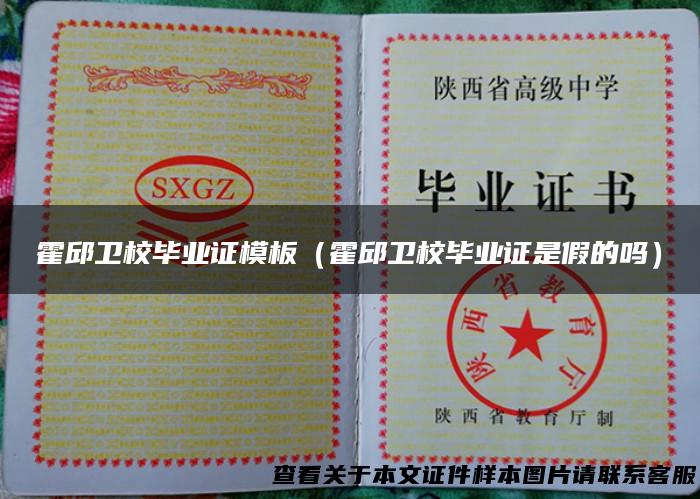 陕西省高级中学
SXGZ
毕业证书
霍邱卫校毕业证模板（霍邱卫校毕业证是假的吗）
陕西省教育厅
陕西省教育厅制
查看关于本文证件样本图片请联系客服